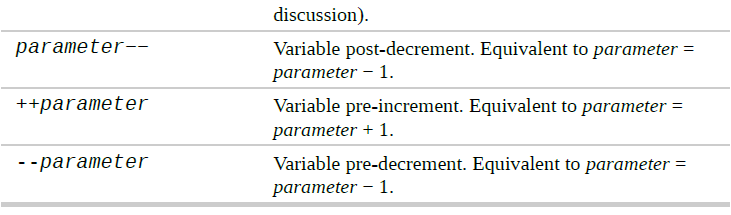 discussion).
parameter−− Variable post-decrement. Equivalent to parameter =
parameter − 1.
++parameter Variable pre-increment. Equivalent to parameter =
parameter + 1.
--parameter Variable pre-decrement. Equivalent to parameter =
parameter − 1.